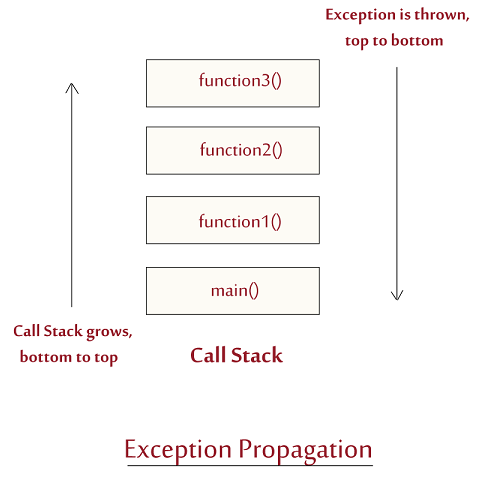 Exception is thrown,
top to bottom
function3()
function2()
function1()
main()
Call Stack grows,
bottom to top
Call Stack
Exception Propagation